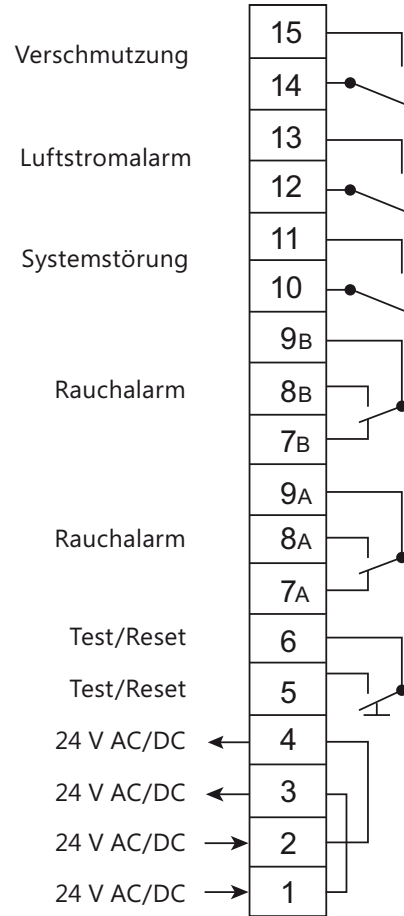 15
Verschmutzung
14
13
Luftstromalarm
12
11
Systemstörung
10
9B
Rauchalarm 8B
7B
9A
Rauchalarm 8A
7A
Test/Reset 6
Test/Reset 5
24 V AC/DC 4
24 V AC/DC 3
24 V AC/DC 2
24 V AC/DC 1